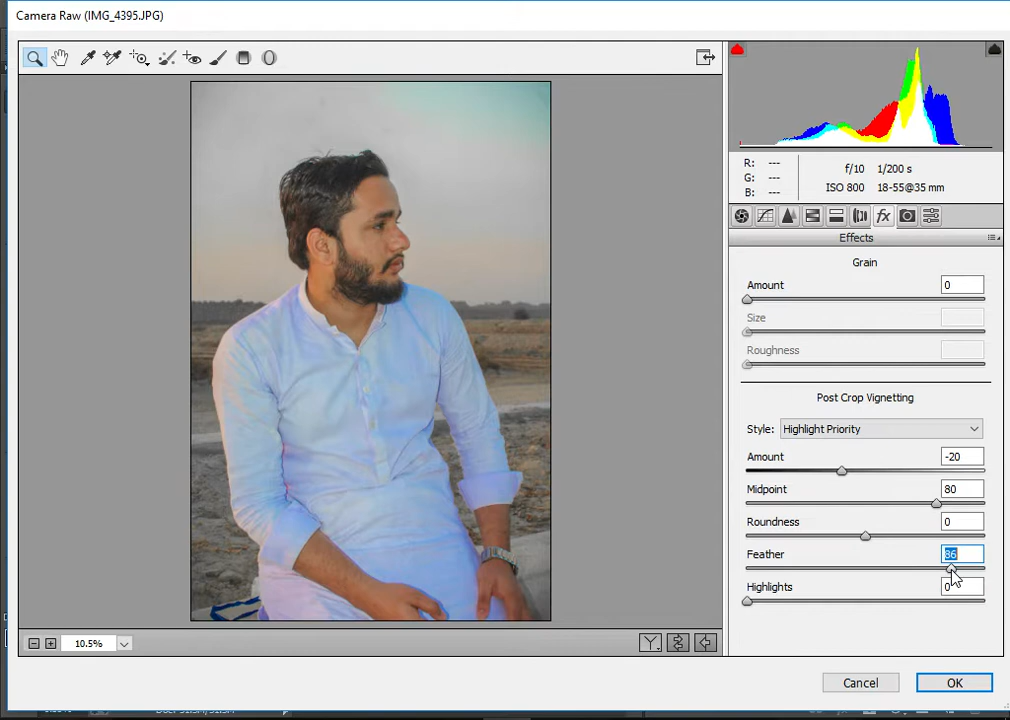 Camera Raw (IMG_4395.JPG)
R: ---
G: ---
B: ---
f/10 1/200 s
ISO 800 18-55@35 mm
fx
Effects
Grain
Amount 0
Size
Roughness
Post Crop Vignetting
Style: Highlight Priority
Amount -20
Midpoint 80
Roundness 0
Feather 86
Highlights 0
10.5%
Y
Cancel OK